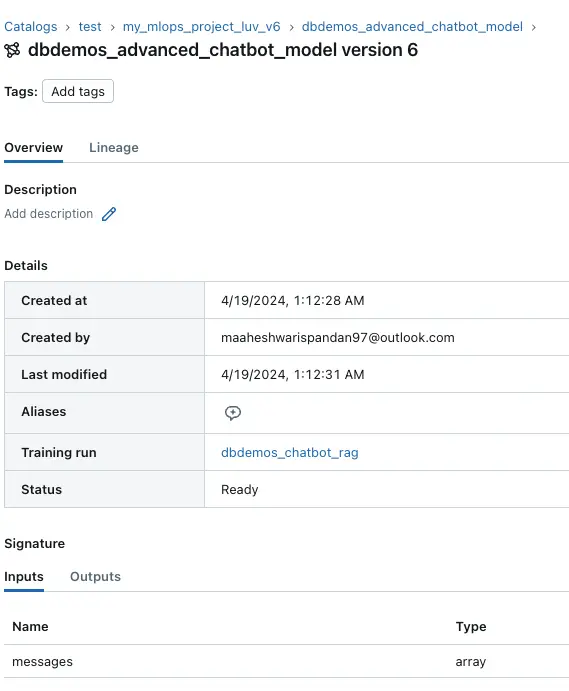 Catalogs › test › my_mlops_project_luv_v6 › dbdemos_advanced_chatbot_model ›
dbdemos_advanced_chatbot_model version 6
Tags: Add tags
Overview Lineage
Description
Add description
Details
Created at 4/19/2024, 1:12:28 AM
Created by maaheshwarispandan97@outlook.com
Last modified 4/19/2024, 1:12:31 AM
Aliases
Training run dbdemos_chatbot_rag
Status Ready
Signature
Inputs Outputs
Name Type
messages array